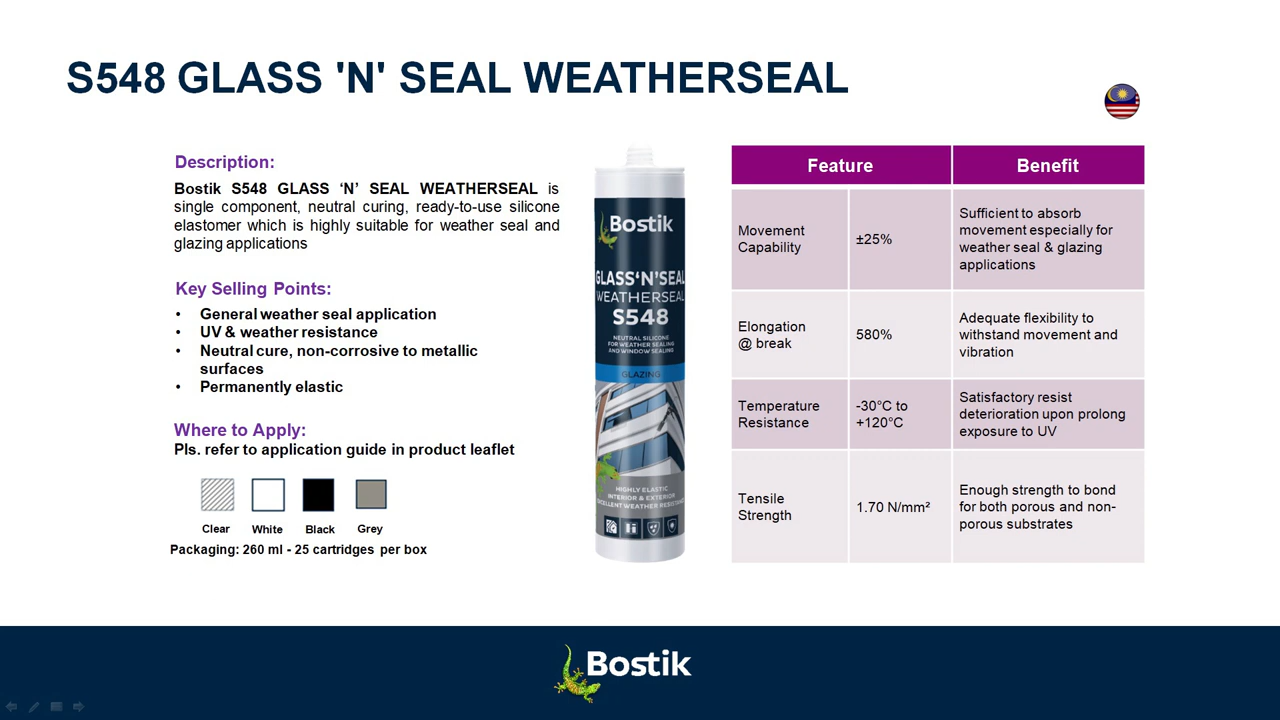 S548 GLASS 'N' SEAL WEATHERSEAL
Description:
Bostik S548 GLASS ‘N’ SEAL WEATHERSEAL is
single component, neutral curing, ready-to-use silicone
elastomer which is highly suitable for weather seal and
glazing applications
Key Selling Points:
• General weather seal application
• UV & weather resistance
• Neutral cure, non-corrosive to metallic
surfaces
• Permanently elastic
Where to Apply:
Pls. refer to application guide in product leaflet
Clear White Black Grey
Packaging: 260 ml - 25 cartridges per box
Bostik
GLASS‘N’SEAL
WEATHERSEAL
S548
NEUTRAL SILICONE
FOR WEATHER SEALING
AND WINDOW SEALING
GLAZING
HIGHLY ELASTIC
INTERIOR & EXTERIOR
EXCELLENT WEATHER RESISTANCE
Feature Benefit
Movement
Capability
±25%
Sufficient to absorb
movement especially for
weather seal & glazing
applications
Elongation
@ break
580%
Adequate flexibility to
withstand movement and
vibration
Temperature
Resistance
-30°C to
+120°C
Satisfactory resist
deterioration upon prolong
exposure to UV
Tensile
Strength
1.70 N/mm²
Enough strength to bond
for both porous and non-
porous substrates
Bostik